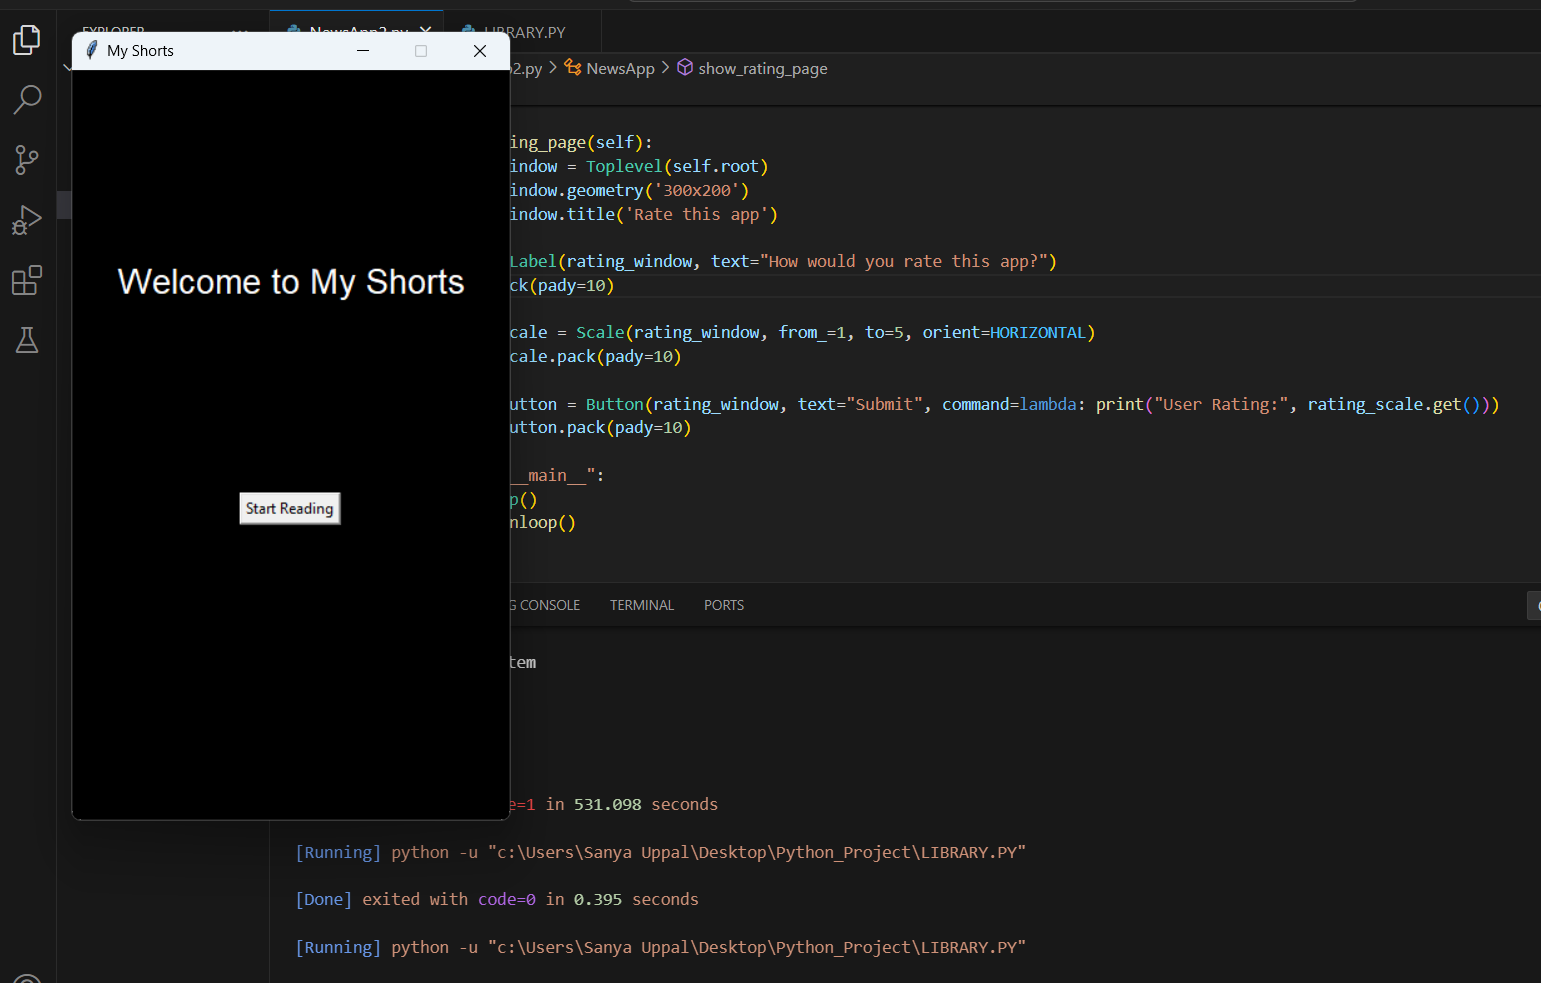 EXPLORER
NewsApp2.py
LIBRARY.PY
My Shorts
p2.py > NewsApp > show_rating_page
Welcome to My Shorts
Start Reading
ing_page(self):
indow = Toplevel(self.root)
indow.geometry('300x200')
indow.title('Rate this app')
Label(rating_window, text="How would you rate this app?")
ck(pady=10)
cale = Scale(rating_window, from_=1, to=5, orient=HORIZONTAL)
cale.pack(pady=10)
utton = Button(rating_window, text="Submit", command=lambda: print("User Rating:", rating_scale.get()))
utton.pack(pady=10)
__main__":
p()
nloop()
G CONSOLE
TERMINAL
PORTS
tem
e=1 in 531.098 seconds
[Running] python -u "c:\Users\Sanya Uppal\Desktop\Python_Project\LIBRARY.PY"
[Done] exited with code=0 in 0.395 seconds
[Running] python -u "c:\Users\Sanya Uppal\Desktop\Python_Project\LIBRARY.PY"